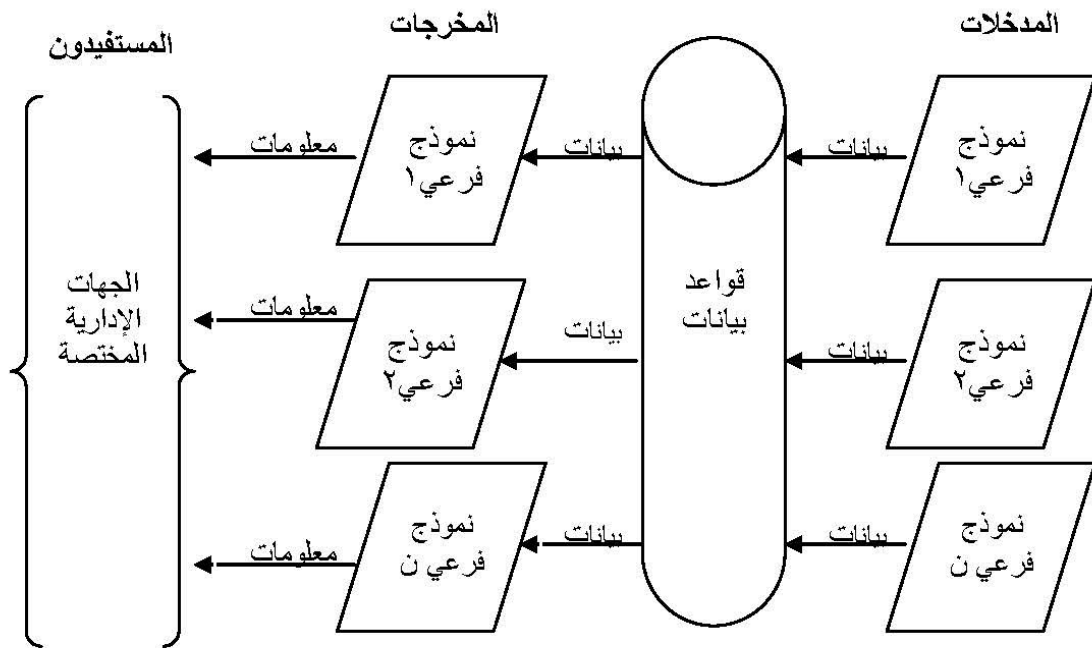 المدخلات
المخرجات
المستفيدون
نموذج
فرعي١
بيانات
بيانات
نموذج
فرعي١
معلومات
قواعد
بيانات
نموذج
فرعي٢
بيانات
بيانات
نموذج
فرعي٢
معلومات
الجهات
الإدارية
المختصة
نموذج
فرعي ن
بيانات
بيانات
نموذج
فرعي ن
معلومات